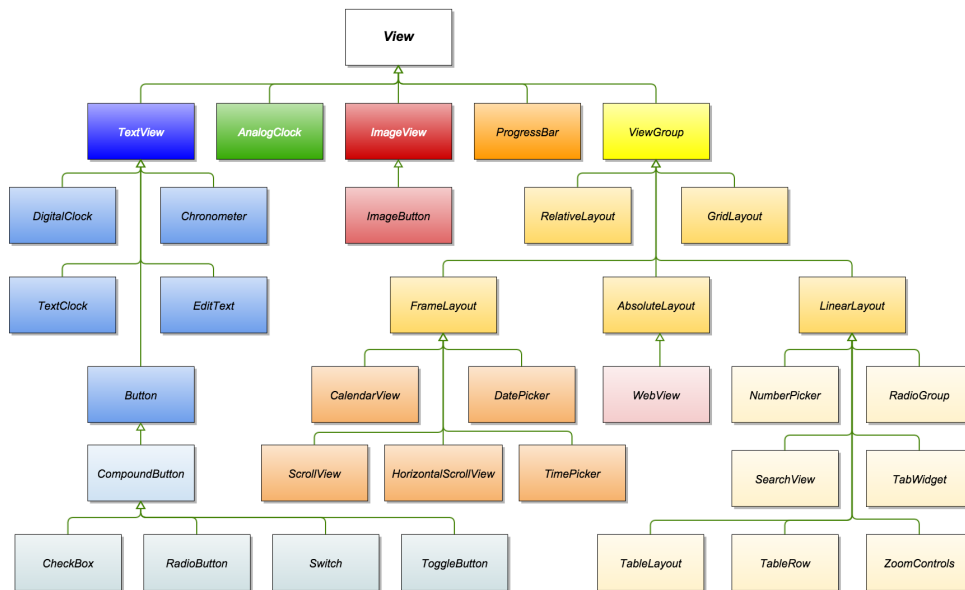 View
TextView
AnalogClock
ImageView
ProgressBar
ViewGroup
DigitalClock
Chronometer
ImageButton
RelativeLayout
GridLayout
TextClock
EditText
FrameLayout
AbsoluteLayout
LinearLayout
Button
CalendarView
DatePicker
WebView
NumberPicker
RadioGroup
CompoundButton
ScrollView
HorizontalScrollView
TimePicker
SearchView
TabWidget
CheckBox
RadioButton
Switch
ToggleButton
TableLayout
TableRow
ZoomControls